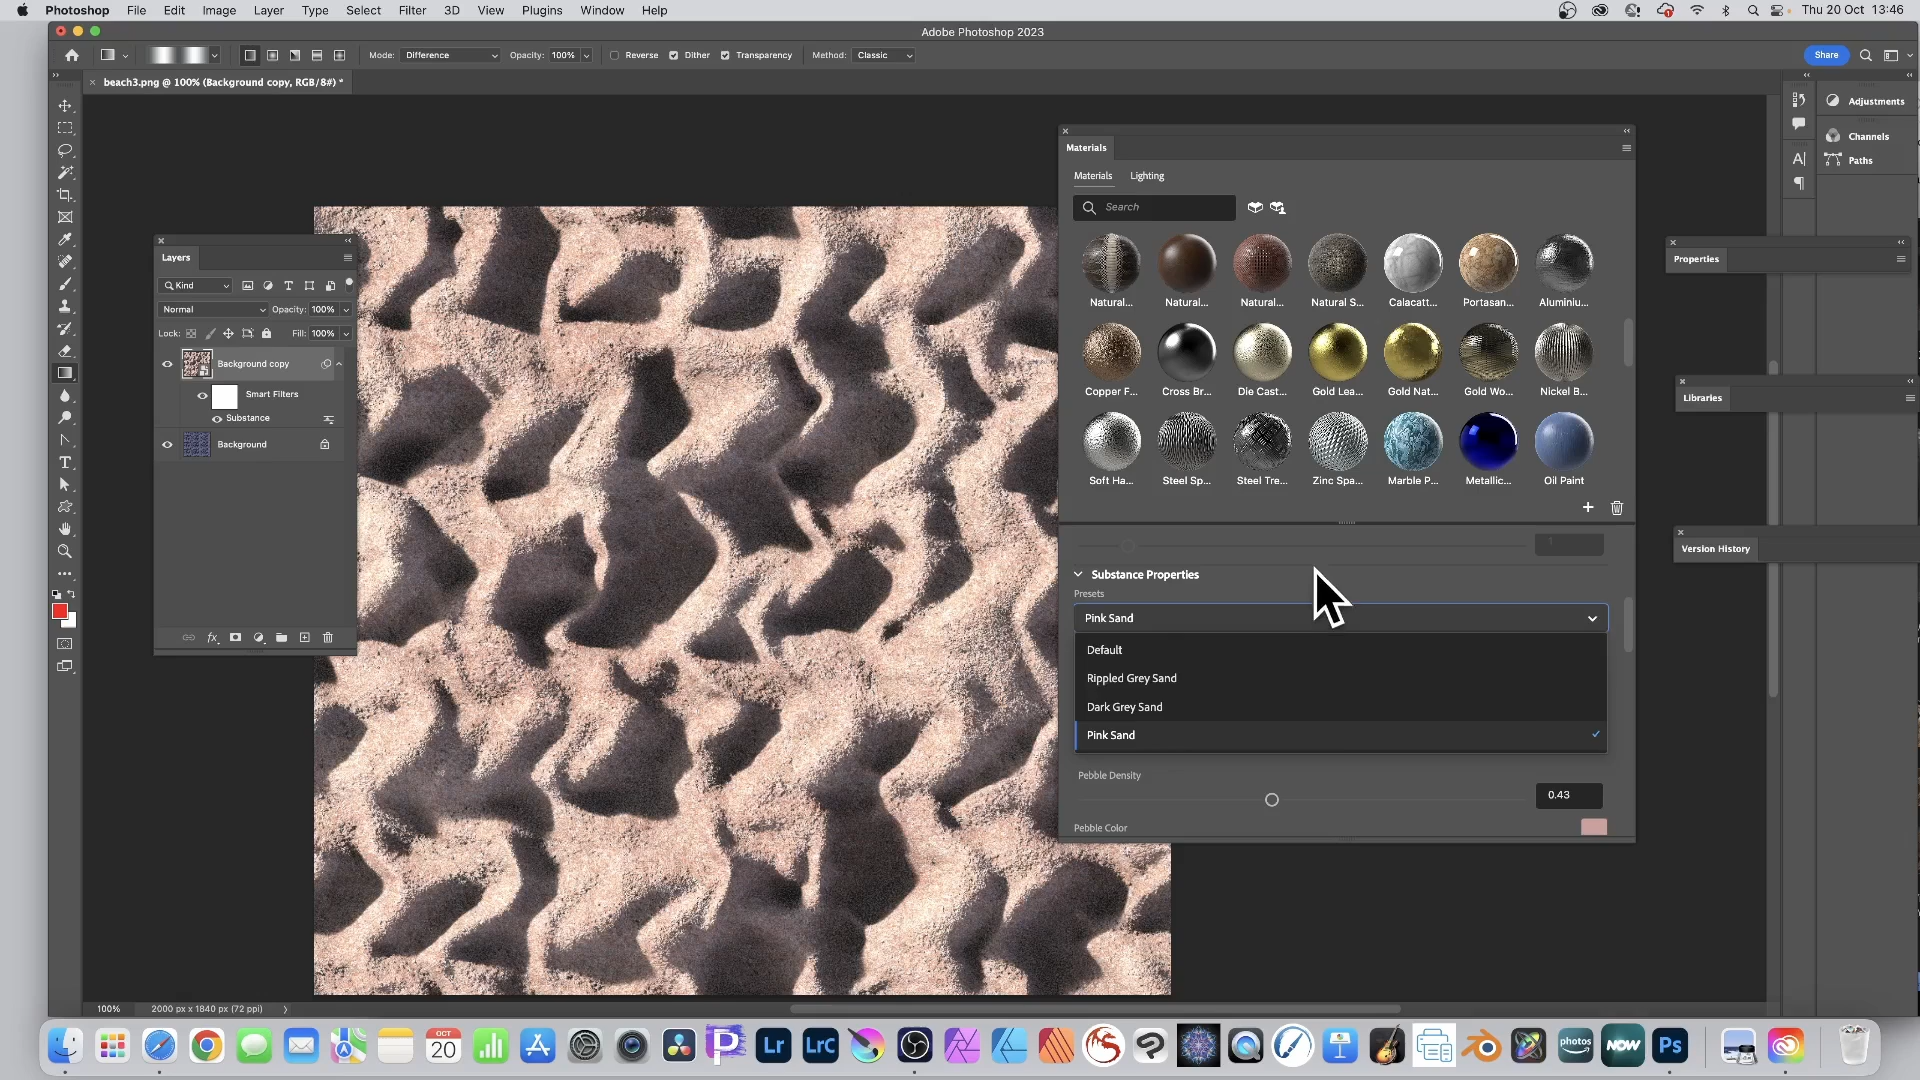 Photoshop File Edit Image Layer Type Select Filter 3D View Plugins Window Help Thu 20 Oct 13:46
Adobe Photoshop 2023
Mode: Difference Opacity: 100% Reverse Dither Transparency Method: Classic Share
beach3.png @ 100% (Background copy, RGB/8#) *
Adjustments
Channels
Paths
Materials
Materials Lighting
Search
Layers
Kind
Normal Opacity: 100%
Lock: Fill: 100%
Background copy
Smart Filters
Substance
Background
Natural... Natural... Natural... Natural S... Calacatt... Portasan... Aluminiu...
Copper F... Cross Br... Die Cast... Gold Lea... Gold Nat... Gold Wo... Nickel B...
Soft Ha... Steel Sp... Steel Tre... Zinc Spa... Marble P... Metallic... Oil Paint
Properties
Libraries
Version History
1
Substance Properties
Presets
Pink Sand
Default
Rippled Grey Sand
Dark Grey Sand
Pink Sand
Pebble Density
0.43
Pebble Color
100% 2000 px x 1840 px (72 ppi)
OCT
20
Lr
LrC
photos
NOW
Ps